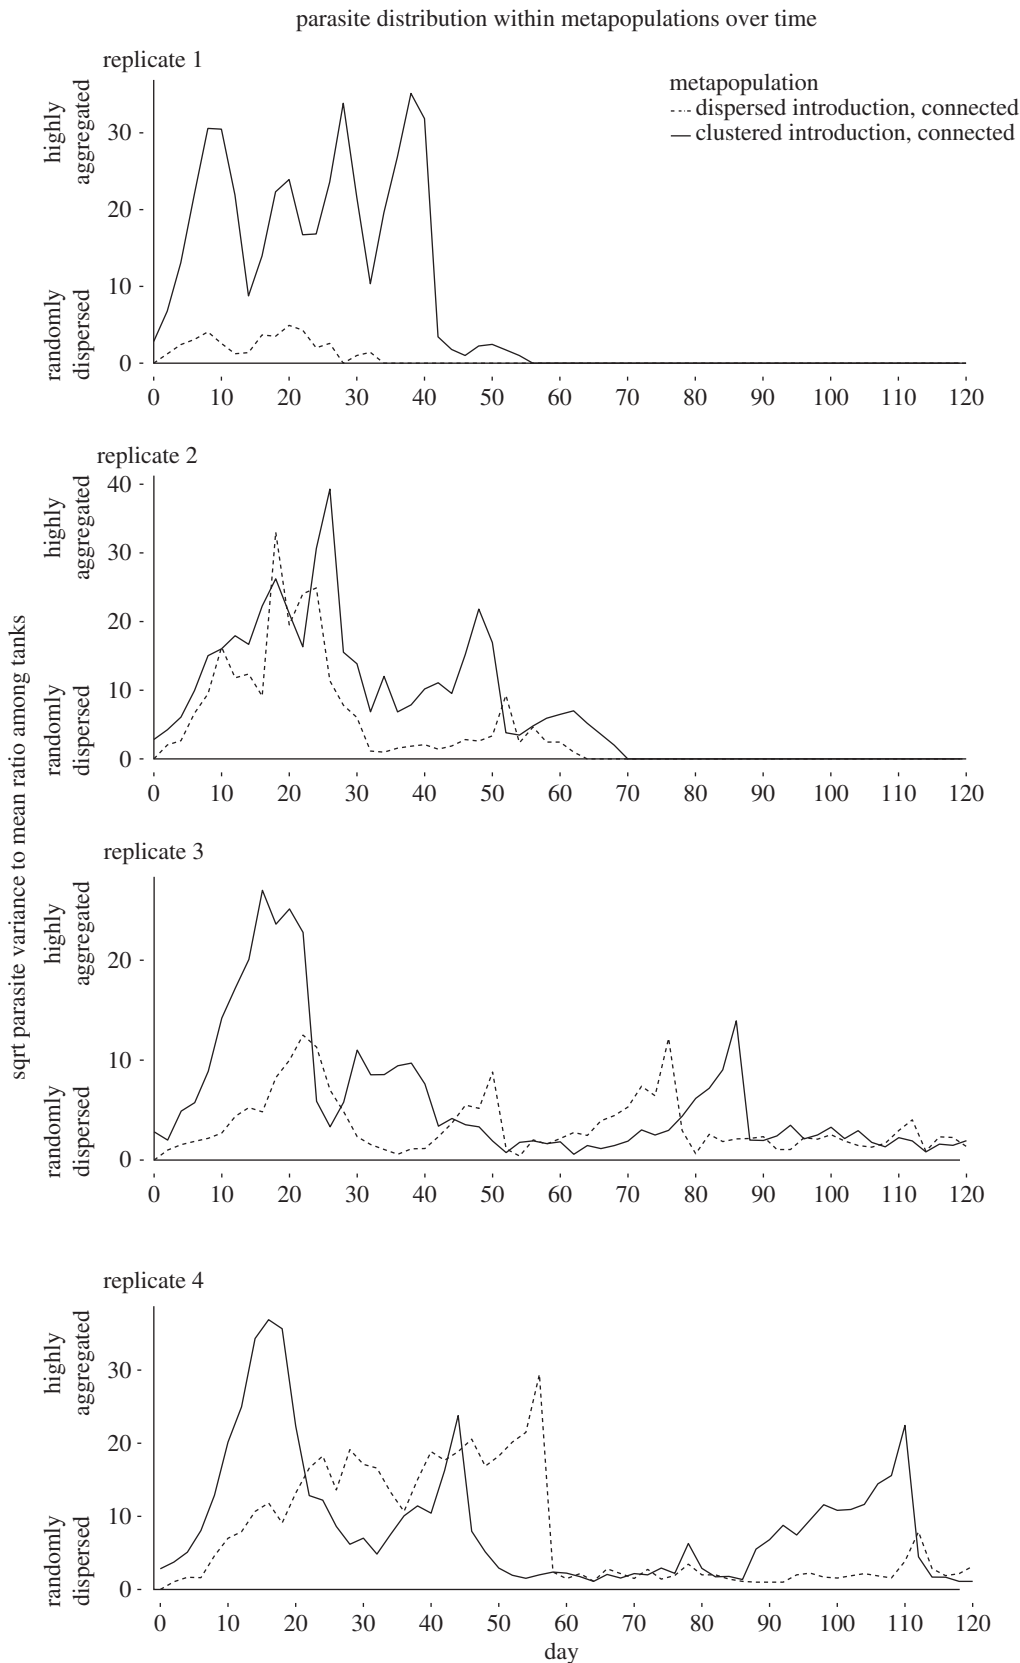 parasite distribution within metapopulations over time
replicate 1
metapopulation
dispersed introduction, connected
clustered introduction, connected
highly
aggregated
randomly
dispersed
30
20
10
0
0 10 20 30 40 50 60 70 80 90 100 110 120
replicate 2
highly
aggregated
randomly
dispersed
40
30
20
10
0
0 10 20 30 40 50 60 70 80 90 100 110 120
sqrt parasite variance to mean ratio among tanks
replicate 3
highly
aggregated
randomly
dispersed
20
10
0
0 10 20 30 40 50 60 70 80 90 100 110 120
replicate 4
highly
aggregated
randomly
dispersed
30
20
10
0
0 10 20 30 40 50 60 70 80 90 100 110 120
day